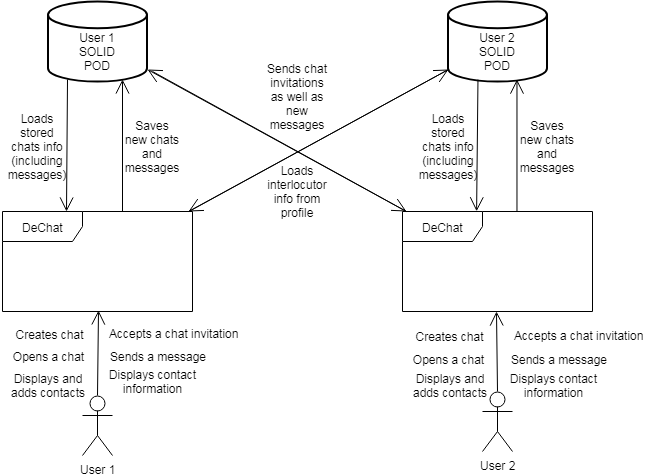 User 1
SOLID
POD
User 2
SOLID
POD
Sends chat
invitations
as well as
new
messages
Loads
stored
chats info
(including
messages)
Saves
new chats
and
messages
Loads
stored
chats info
(including
messages)
Saves
new chats
and
messages
Loads
interlocutor
info from
profile
DeChat
DeChat
Creates chat
Accepts a chat invitation
Opens a chat
Sends a message
Displays and
adds contacts
Displays contact
information
Creates chat
Accepts a chat invitation
Opens a chat
Sends a message
Displays and
adds contacts
Displays contact
information
User 1
User 2